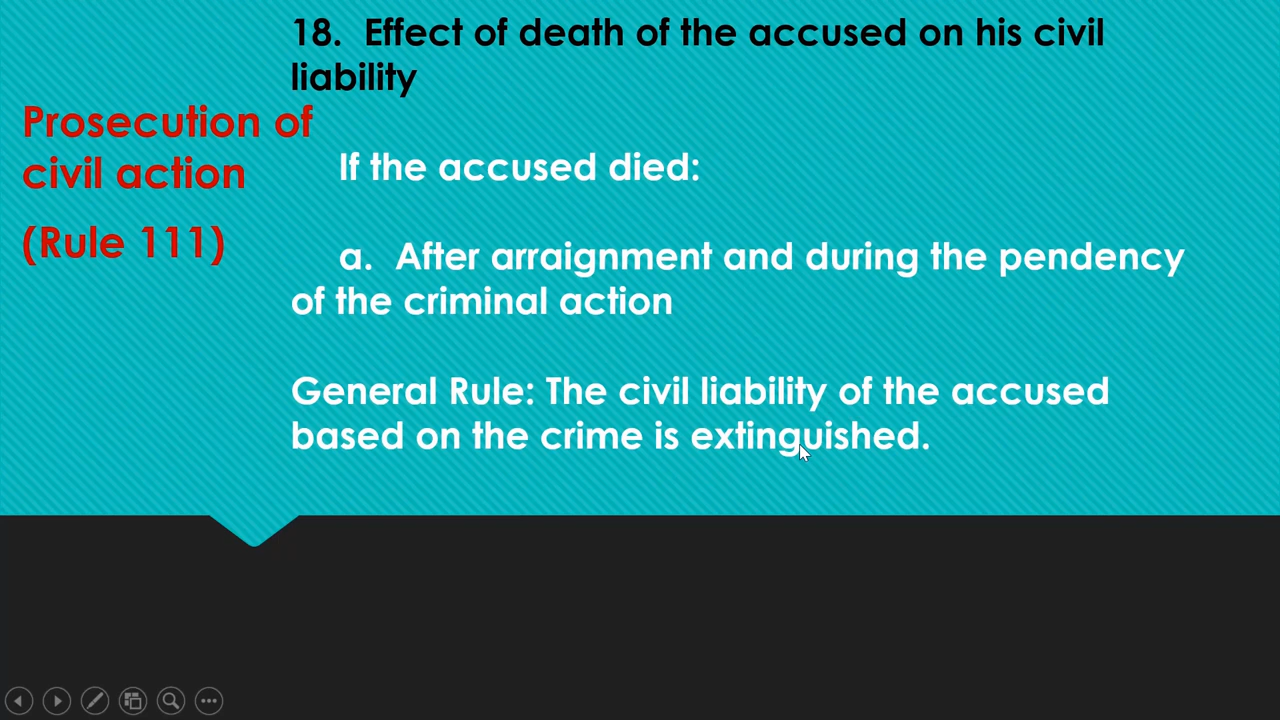 18. Effect of death of the accused on his civil
liability
Prosecution of
civil action
(Rule 111)
If the accused died:
a. After arraignment and during the pendency
of the criminal action
General Rule: The civil liability of the accused
based on the crime is extinguished.